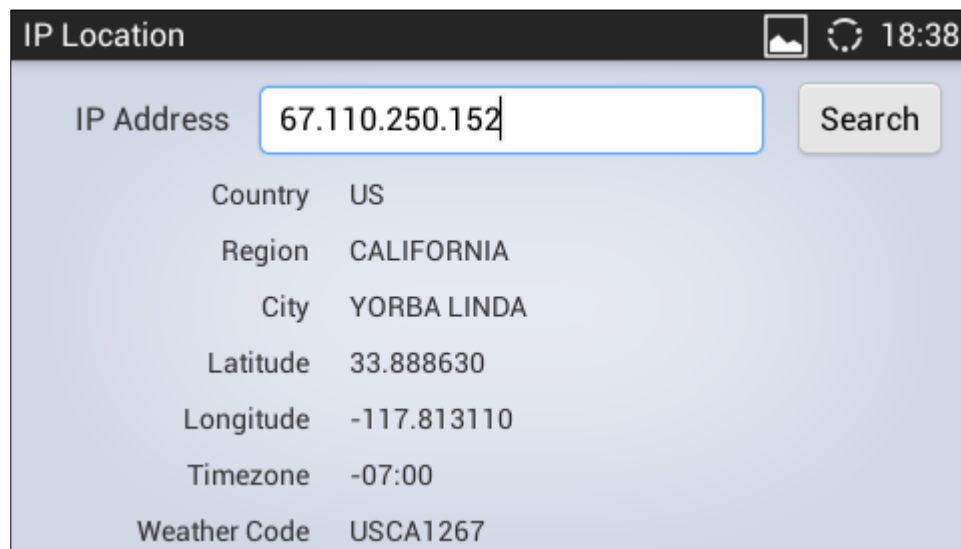 IP Location 18:38
IP Address 67.110.250.152 Search
Country US
Region CALIFORNIA
City YORBA LINDA
Latitude 33.888630
Longitude -117.813110
Timezone -07:00
Weather Code USCA1267